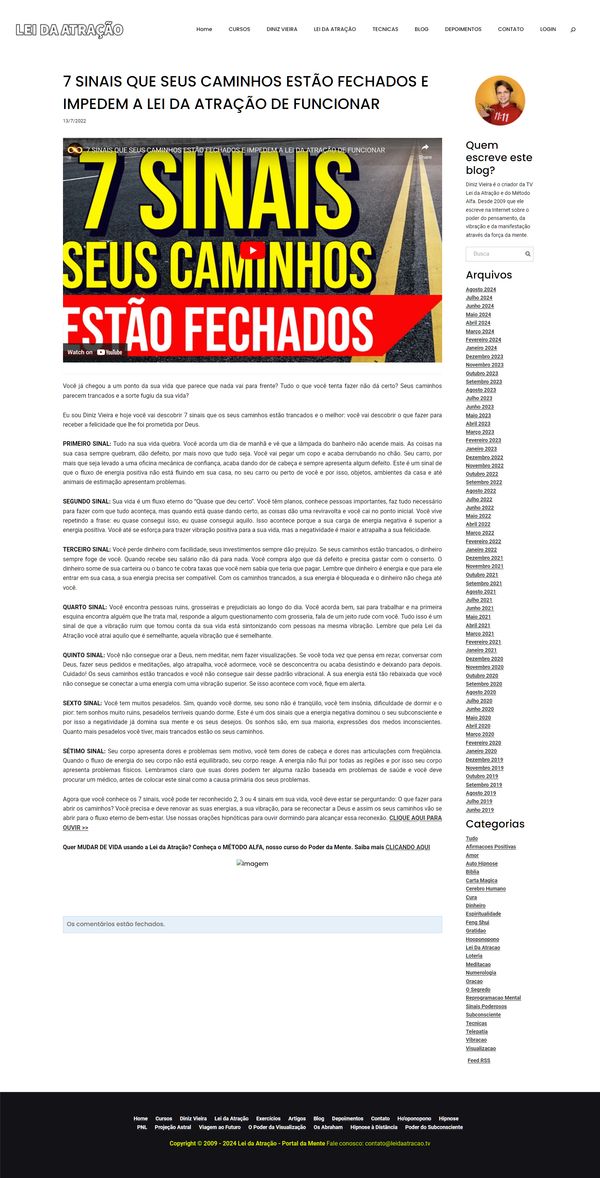 LEI DA ATRAÇÃO
Home CURSOS DINIZ VIEIRA LEI DA ATRAÇÃO TECNICAS BLOG DEPOIMENTOS CONTATO LOGIN
7 SINAIS QUE SEUS CAMINHOS ESTÃO FECHADOS E
IMPEDEM A LEI DA ATRAÇÃO DE FUNCIONAR
13/7/2022
7 SINAIS QUE SEUS CAMINHOS ESTÃO FECHADOS E IMPEDEM A LEI DA ATRAÇÃO DE FUNCIONAR
Share
7 SINAIS
SEUS CAMINHOS
ESTÃO FECHADOS
Watch on YouTube
Você já chegou a um ponto da sua vida que parece que nada vai para frente? Tudo o que você tenta fazer não dá certo? Seus caminhos
parecem trancados e a sorte fugiu da sua vida?
Eu sou Diniz Vieira e hoje você vai descobrir 7 sinais que os seus caminhos estão trancados e o melhor: você vai descobrir o que fazer para
receber a felicidade que lhe foi prometida por Deus.
PRIMEIRO SINAL: Tudo na sua vida quebra. Você acorda um dia de manhã e vê que a lâmpada do banheiro não acende mais. As coisas na
sua casa sempre quebram, dão defeito, por mais novo que tudo seja. Você vai pegar um copo e acaba derrubando no chão. Seu carro, por
mais que seja levado a uma oficina mecânica de confiança, acaba dando dor de cabeça e sempre apresenta algum defeito. Este é um sinal de
que o fluxo de energia positiva não está fluindo em sua casa, no seu carro ou perto de você e por isso, objetos, ambientes da casa e até
animais de estimação apresentam problemas.
SEGUNDO SINAL: Sua vida é um fluxo eterno do "Quase que deu certo". Você têm planos, conhece pessoas importantes, faz tudo necessário
para fazer com que tudo aconteça, mas quando está quase dando certo, as coisas dão uma reviravolta e você cai no ponto inicial. Você vive
repetindo a frase: eu quase consegui isso, eu quase consegui aquilo. Isso acontece porque a sua carga de energia negativa é superior a
energia positiva. Você até se esforça para trazer vibração positiva para a sua vida, mas a negatividade é maior e atrapalha a sua felicidade.
TERCEIRO SINAL: Você perde dinheiro com facilidade, seus investimentos sempre dão prejuízo. Se seus caminhos estão trancados, o dinheiro
sempre foge de você. Quando recebe seu salário não dá para nada. Você compra algo que dá defeito e precisa gastar com o conserto. O
dinheiro some de sua carteira ou o banco te cobra taxas que você nem sabia que teria que pagar. Lembre que dinheiro é energia e que para ele
entrar em sua casa, a sua energia precisa ser compatível. Com os caminhos trancados, a sua energia é bloqueada e o dinheiro não chega até
você.
QUARTO SINAL: Você encontra pessoas ruins, grosseiras e prejudiciais ao longo do dia. Você acorda bem, sai para trabalhar e na primeira
esquina encontra alguém que lhe trata mal, responde a algum questionamento com grosseria, fala de um jeito rude com você. Tudo isso é um
sinal de que a vibração ruim que tomou conta da sua vida está sintonizando com pessoas na mesma vibração. Lembre que pela Lei da
Atração você atrai aquilo que é semelhante, aquela vibração que é semelhante.
QUINTO SINAL: Você não consegue orar a Deus, nem meditar, nem fazer visualizações. Se você toda vez que pensa em rezar, conversar com
Deus, fazer seus pedidos e meditações, algo atrapalha, você adormece, você se desconcentra ou acaba desistindo e deixando para depois.
Cuidado! Os seus caminhos estão trancados e você não consegue sair desse padrão vibracional. A sua energia está tão rebaixada que você
não consegue se conectar a uma energia com uma vibração superior. Se isso acontece com você, fique em alerta.
SEXTO SINAL: Você tem muitos pesadelos. Sim, quando você dorme, seu sono não é tranquilo, você tem insônia, dificuldade de dormir e o
pior: tem sonhos muito ruins, pesadelos terríveis quando dorme. Este é um dos sinais que a energia negativa dominou o seu subconsciente e
por isso a negatividade já domina sua mente e os seus desejos. Os sonhos são, em sua maioria, expressões dos medos inconscientes.
Quanto mais pesadelos você tiver, mais trancados estão os seus caminhos.
SÉTIMO SINAL: Seu corpo apresenta dores e problemas sem motivo, você tem dores de cabeça e dores nas articulações com freqüência.
Quando o fluxo de energia do seu corpo não está equilibrado, seu corpo reage. A energia não flui por todas as regiões e por isso seu corpo
apresenta problemas físicos. Lembramos claro que suas dores podem ter alguma razão baseada em problemas de saúde e você deve
procurar um médico, antes de colocar este sinal como a causa primária dos seus problemas.
Agora que você conhece os 7 sinais, você pode ter reconhecido 2, 3 ou 4 sinais em sua vida, você deve estar se perguntando: O que fazer para
abrir os caminhos? Você precisa e deve renovar as suas energias, a sua vibração, para se reconectar a Deus e assim os seus caminhos vão se
abrir para o fluxo eterno de bem-estar. Use nossas orações hipnóticas para ouvir dormindo para alcançar essa reconexão: CLIQUE AQUI PARA
OUVIR >>
Quer MUDAR DE VIDA usando a Lei da Atração? Conheça o MÉTODO ALFA, nosso curso do Poder da Mente. Saiba mais CLICANDO AQUI
Imagem
Os comentários estão fechados.
11:11
Quem
escreve este
blog?
Diniz Vieira é o criador da TV
Lei da Atração e do Método
Alfa. Desde 2009 que ele
escreve na Internet sobre o
poder do pensamento, da
vibração e da manifestação
através da força da mente.
Busca
Arquivos
Agosto 2024
Julho 2024
Junho 2024
Maio 2024
Abril 2024
Março 2024
Fevereiro 2024
Janeiro 2024
Dezembro 2023
Novembro 2023
Outubro 2023
Setembro 2023
Agosto 2023
Julho 2023
Junho 2023
Maio 2023
Abril 2023
Março 2023
Fevereiro 2023
Janeiro 2023
Dezembro 2022
Novembro 2022
Outubro 2022
Setembro 2022
Agosto 2022
Julho 2022
Junho 2022
Maio 2022
Abril 2022
Março 2022
Fevereiro 2022
Janeiro 2022
Dezembro 2021
Novembro 2021
Outubro 2021
Setembro 2021
Agosto 2021
Julho 2021
Junho 2021
Maio 2021
Abril 2021
Março 2021
Fevereiro 2021
Janeiro 2021
Dezembro 2020
Novembro 2020
Outubro 2020
Setembro 2020
Agosto 2020
Julho 2020
Junho 2020
Maio 2020
Abril 2020
Março 2020
Fevereiro 2020
Janeiro 2020
Dezembro 2019
Novembro 2019
Outubro 2019
Setembro 2019
Agosto 2019
Julho 2019
Junho 2019
Categorias
Tudo
Afirmacoes Positivas
Amor
Auto Hipnose
Biblia
Carta Magica
Cerebro Humano
Cura
Dinheiro
Espiritualidade
Feng Shui
Gratidao
Hooponopono
Lei Da Atracao
Loteria
Meditacao
Numerologia
Oracao
O Segredo
Reprogramacao Mental
Sinais Poderosos
Subconsciente
Tecnicas
Telepatia
Vibracao
Visualizacao
Feed RSS
Home Cursos Diniz Vieira Lei da Atração Exercícios Artigos Blog Depoimentos Contato Ho'oponopono Hipnose
PNL Projeção Astral Viagem ao Futuro O Poder da Visualização Os Abraham Hipnose à Distância Poder do Subconsciente
Copyright © 2009 - 2024 Lei da Atração - Portal da Mente Fale conosco: contato@leidaatracao.tv